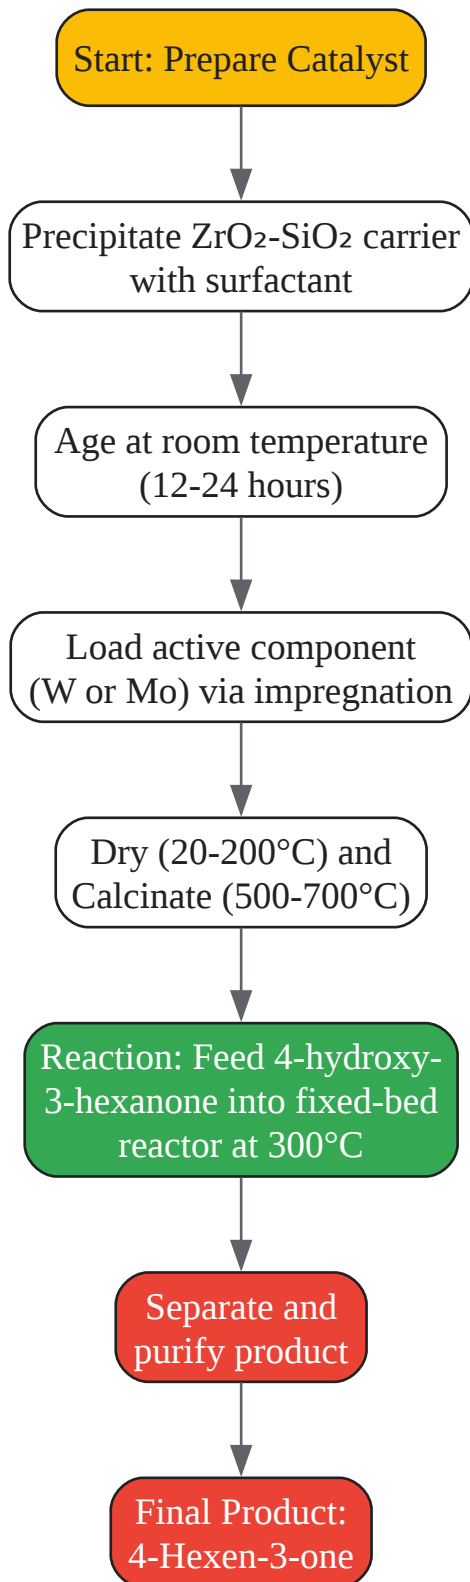 Start: Prepare Catalyst
Precipitate ZrO₂-SiO₂ carrier
with surfactant
Age at room temperature
(12-24 hours)
Load active component
(W or Mo) via impregnation
Dry (20-200°C) and
Calcinate (500-700°C)
Reaction: Feed 4-hydroxy-
3-hexanone into fixed-bed
reactor at 300°C
Separate and
purify product
Final Product:
4-Hexen-3-one